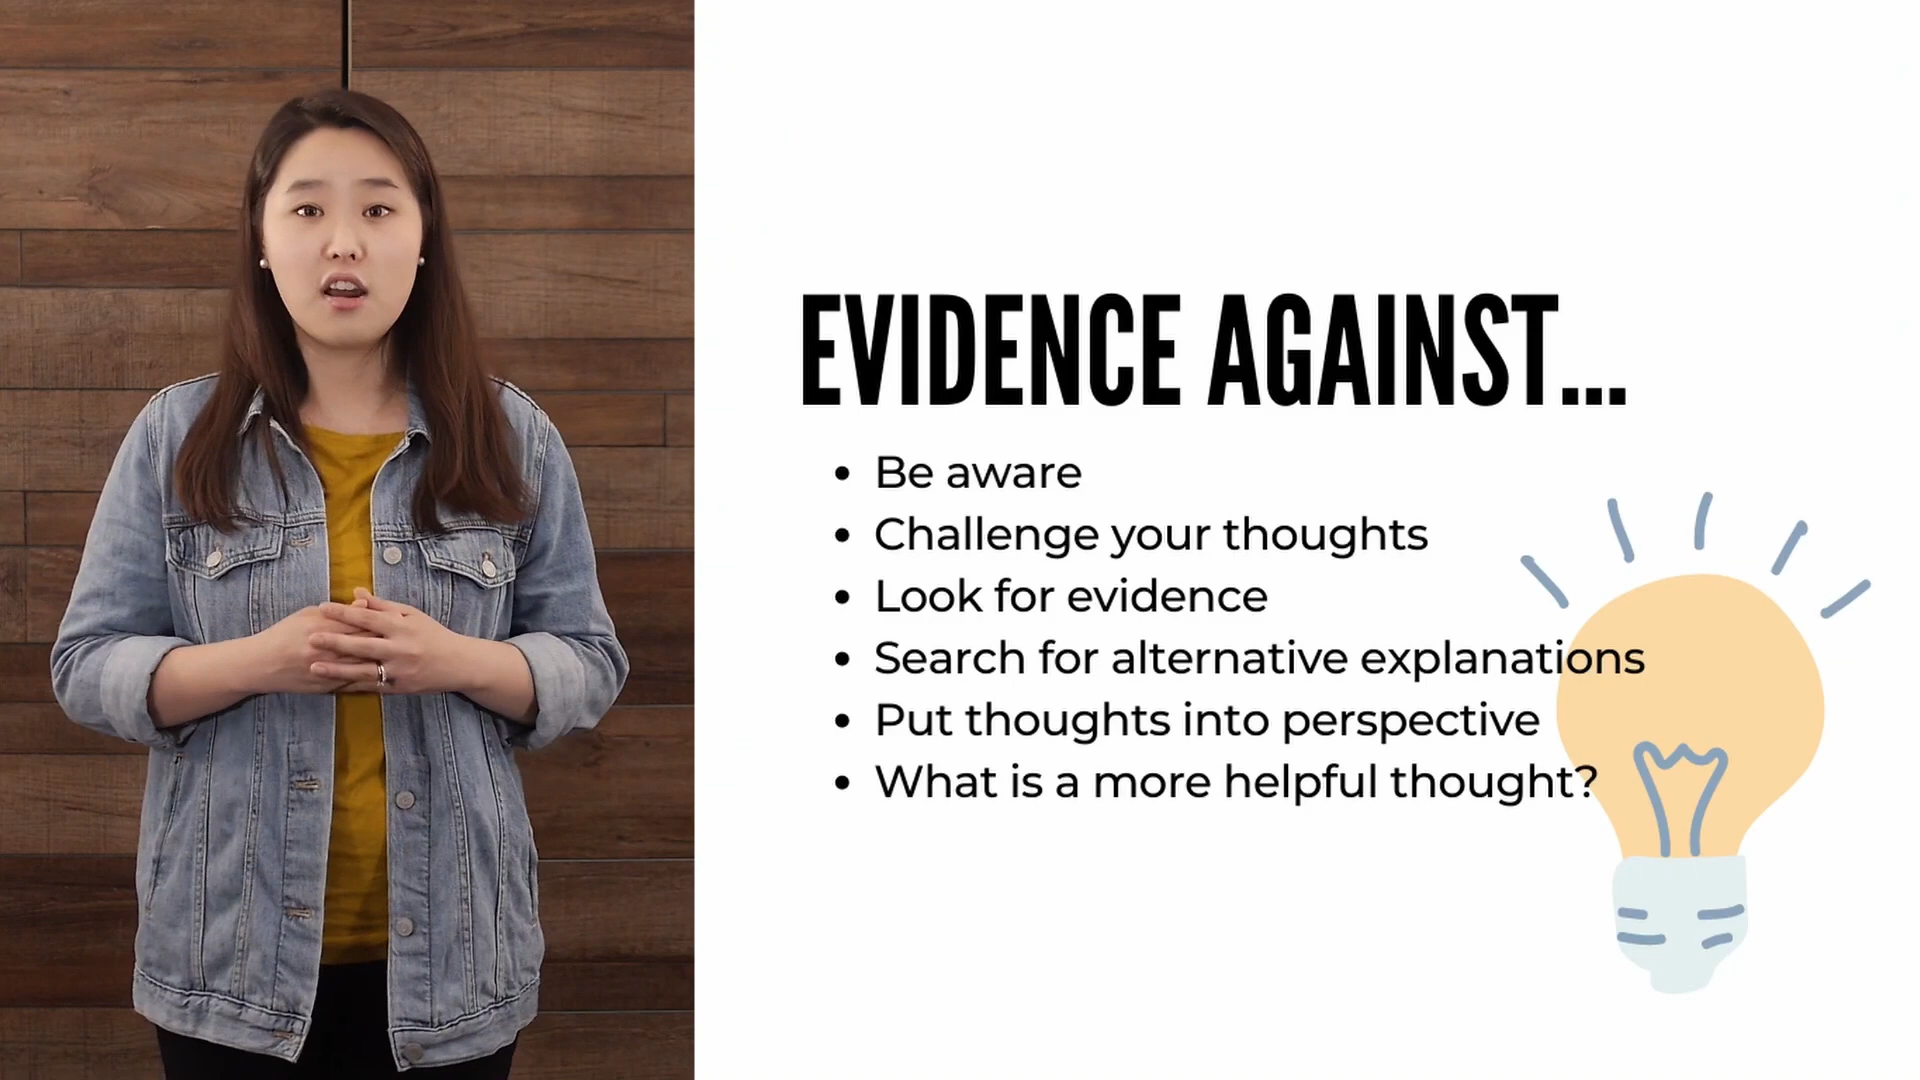 EVIDENCE AGAINST...
• Be aware
• Challenge your thoughts
• Look for evidence
• Search for alternative explanations
• Put thoughts into perspective
• What is a more helpful thought?